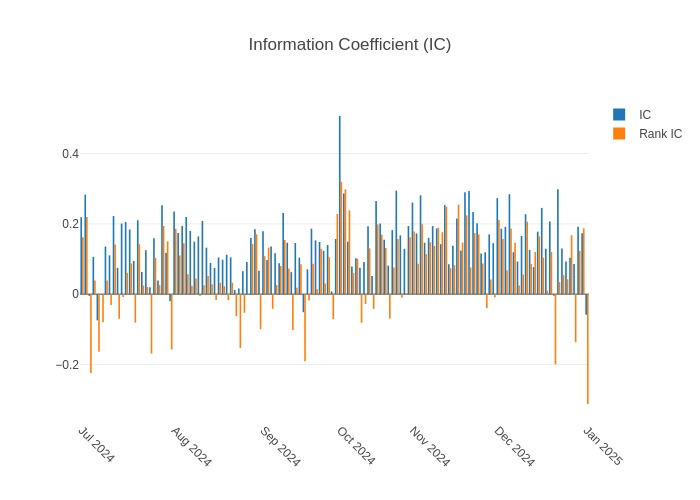 Information Coefficient (IC)
IC
Rank IC
0.4
0.2
0
−0.2
Jul 2024
Aug 2024
Sep 2024
Oct 2024
Nov 2024
Dec 2024
Jan 2025